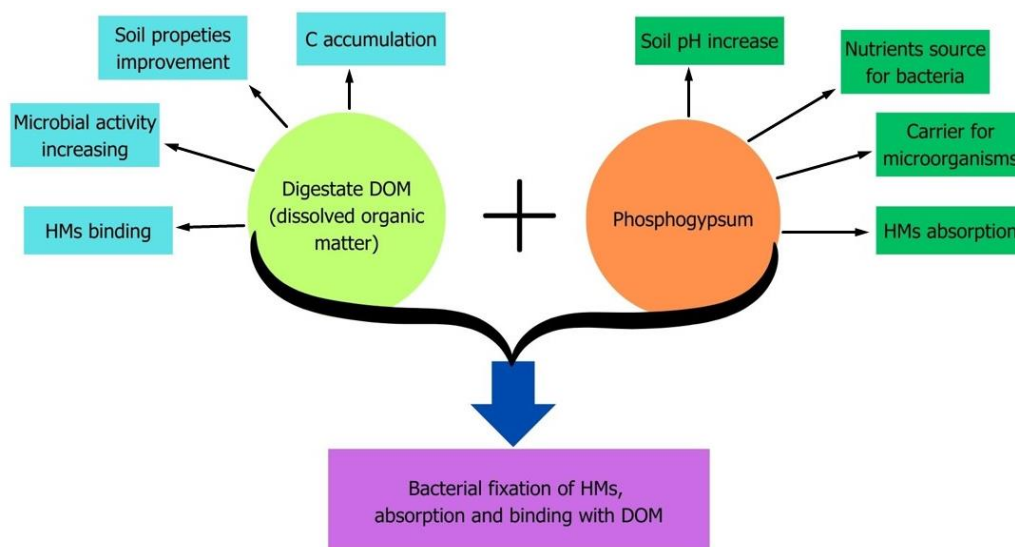 Soil propeties
improvement
C accumulation
Soil pH increase
Nutrients source
for bacteria
Microbial activity
increasing
Carrier for
microorganisms
Digestate DOM
(dissolved organic
matter)
+
Phosphogypsum
HMs binding
HMs absorption
Bacterial fixation of HMs,
absorption and binding with DOM